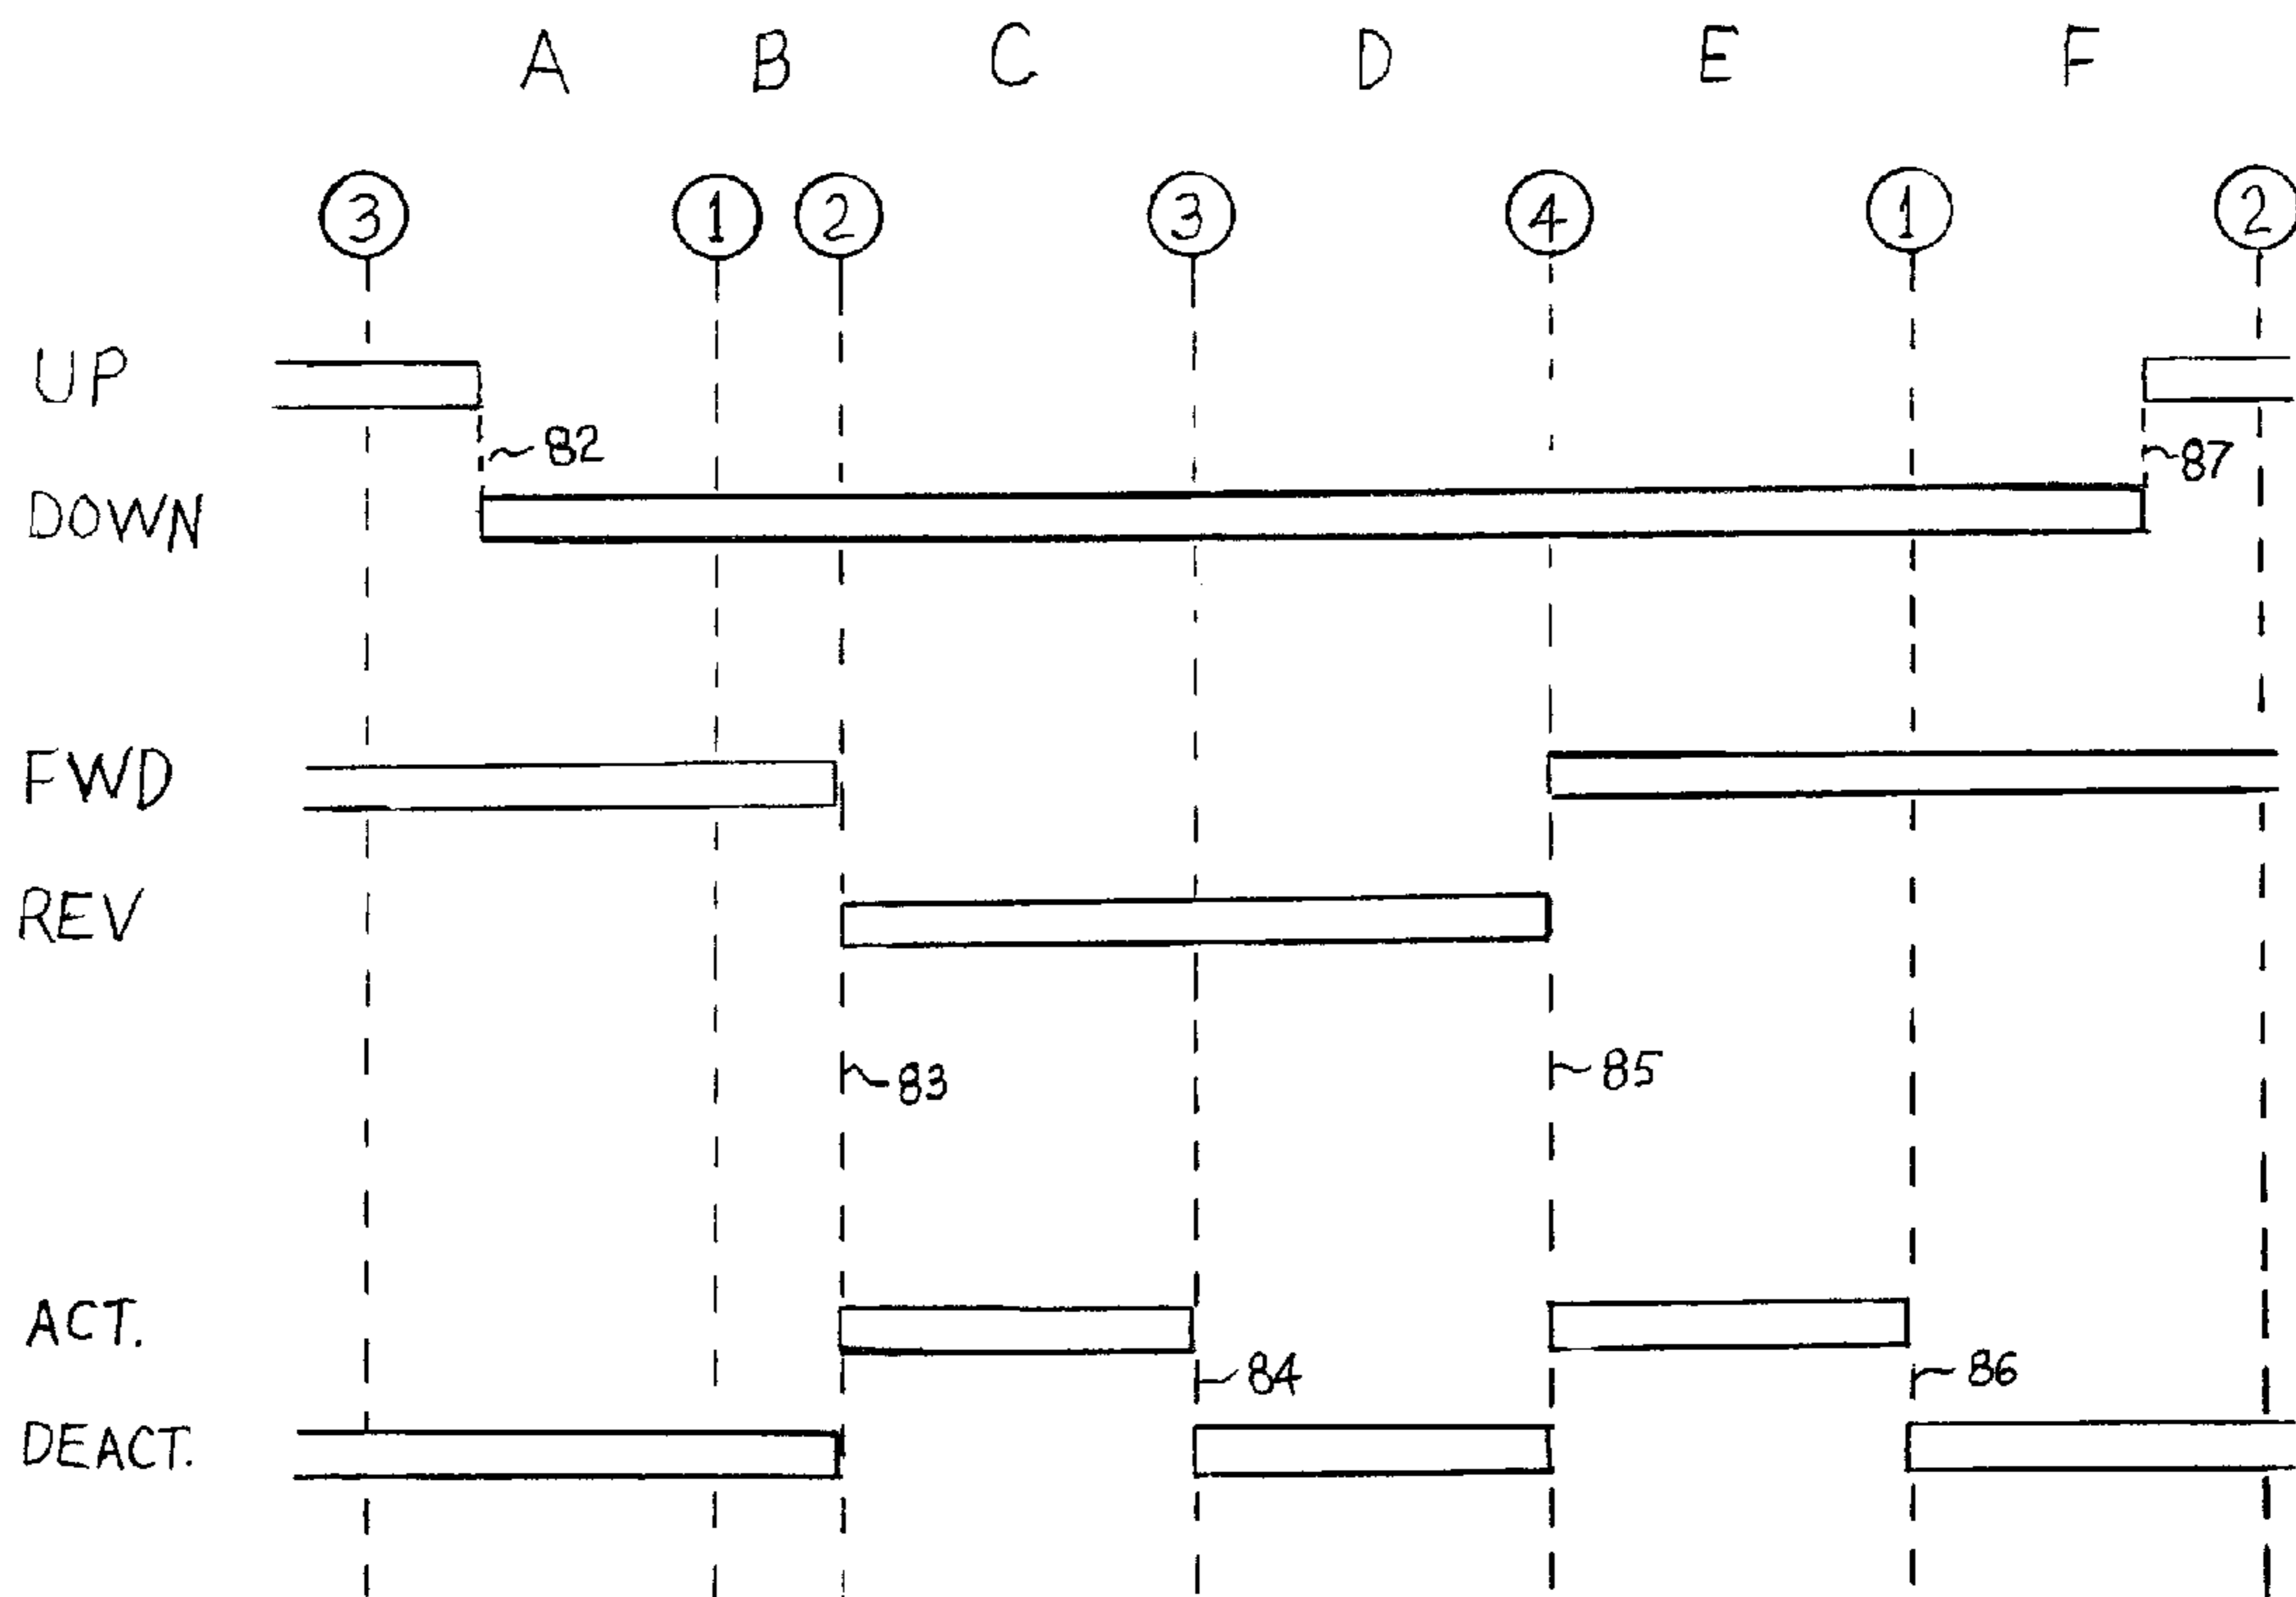 A B C D E F
3 1 2 3 4 1 2
UP
82
87
DOWN
FWD
REV
83
85
ACT.
84
86
DEACT.